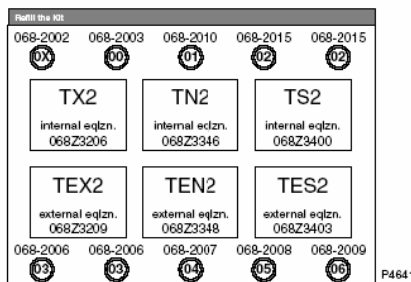 Refill the Kit
068-2002 068-2003 068-2010 068-2015 068-2015
0X 00 01 02 02
TX2 TN2 TS2
internal eqlzn. internal eqlzn. internal eqlzn.
068Z3206 068Z3346 068Z3400
TEX2 TEN2 TES2
external eqlzn. external eqlzn. external eqlzn.
068Z3209 068Z3348 068Z3403
068-2006 068-2006 068-2007 068-2008 068-2009
03 03 04 05 06
P4641